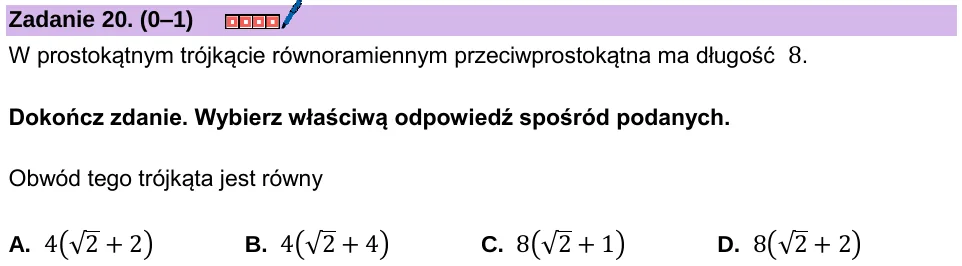 Zadanie 20. (0–1)
W prostokątnym trójkącie równoramiennym przeciwprostokątna ma długość 8.
Dokończ zdanie. Wybierz właściwą odpowiedź spośród podanych.
Obwód tego trójkąta jest równy
A. 4(√2 + 2) B. 4(√2 + 4) C. 8(√2 + 1) D. 8(√2 + 2)